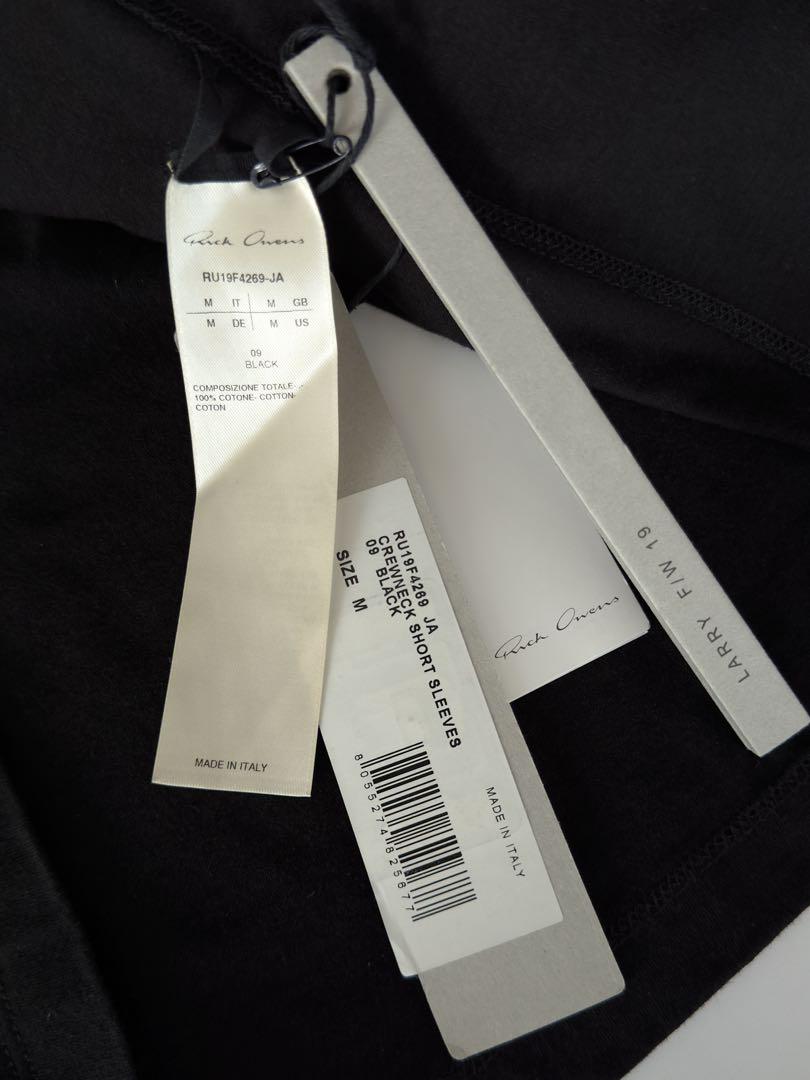 Rick Owens
RU19F4269-JA
M IT M GB
M DE M US
09
BLACK
COMPOSIZIONE TOTALE-
100% COTONE- COTTON-
COTON
MADE IN ITALY
RU19F4269 JA
CREWNECK SHORT SLEEVES
09 BLACK
SIZE M
8055274825677
MADE IN ITALY
Rick Owens
LARRY F/W 19